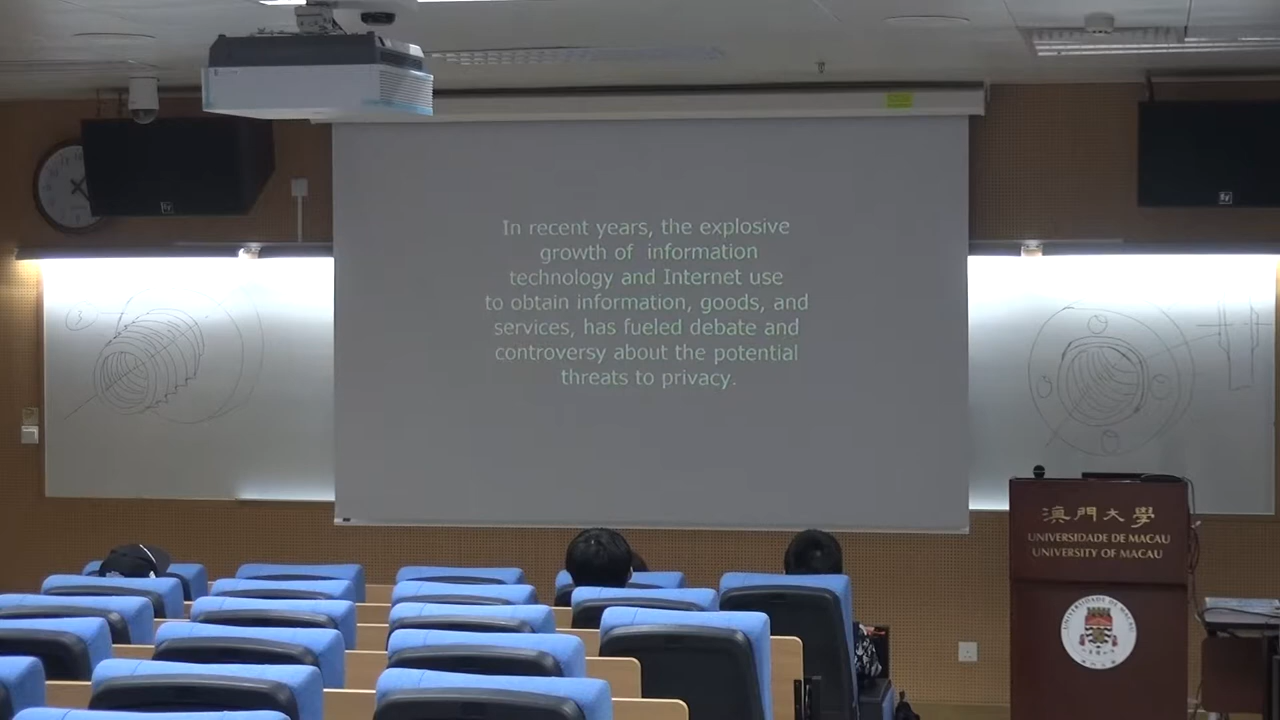 In recent years, the explosive
growth of information
technology and Internet use
to obtain information, goods, and
services, has fueled debate and
controversy about the potential
threats to privacy.
3
澳門大學
UNIVERSIDADE DE MACAU
UNIVERSITY OF MACAU